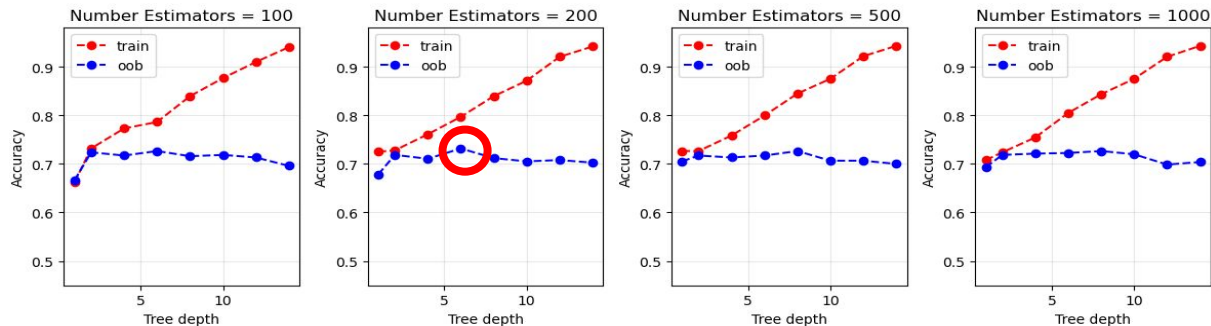 Number Estimators = 100
train
oob
Accuracy
0.9
0.8
0.7
0.6
0.5
5
10
Tree depth
Number Estimators = 200
train
oob
Accuracy
0.9
0.8
0.7
0.6
0.5
5
10
Tree depth
Number Estimators = 500
train
oob
Accuracy
0.9
0.8
0.7
0.6
0.5
5
10
Tree depth
Number Estimators = 1000
train
oob
Accuracy
0.9
0.8
0.7
0.6
0.5
5
10
Tree depth